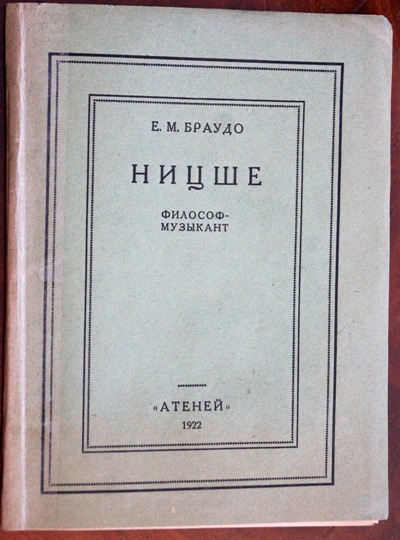 Е. М. БРАУДО
НИЦШЕ
ФИЛОСОФ-
МУЗЫКАНТ
«АТЕНЕЙ»
1922